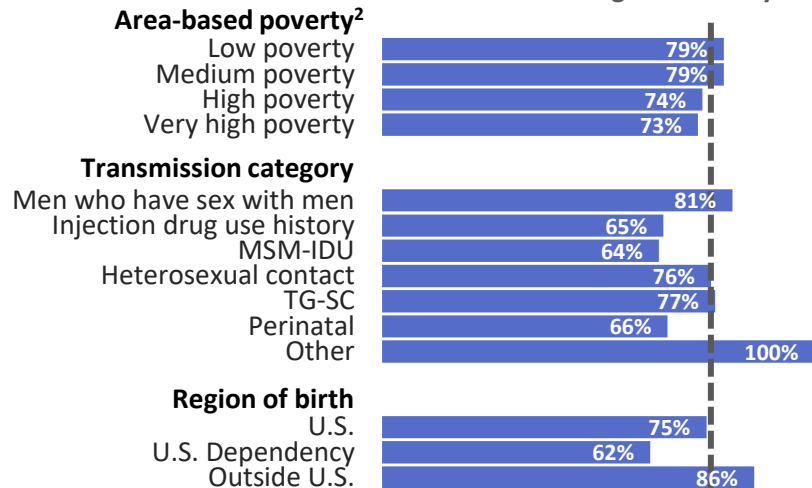 Area-based poverty²
Low poverty 79%
Medium poverty 79%
High poverty 74%
Very high poverty 73%
Transmission category
Men who have sex with men 81%
Injection drug use history 65%
MSM-IDU 64%
Heterosexual contact 76%
TG-SC 77%
Perinatal 66%
Other 100%
Region of birth
U.S. 75%
U.S. Dependency 62%
Outside U.S. 86%